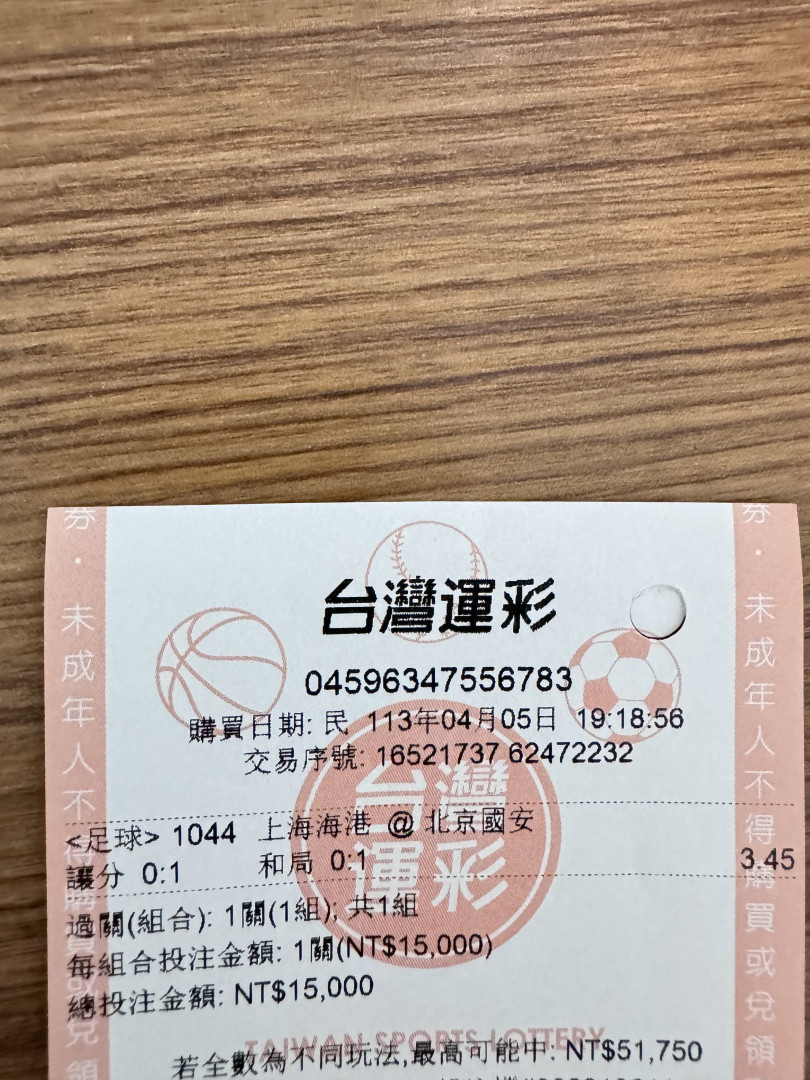 台灣運彩
04596347556783
購買日期: 民 113年04月05日 19:18:56
交易序號: 16521737 62472232
台灣
運彩
<足球> 1044 上海海港 @ 北京國安
讓分 0:1 和局 0:1 3.45
過關(組合): 1關(1組); 共1組
每組合投注金額: 1關(NT$15,000)
總投注金額: NT$15,000
TAIWAN SPORTS LOTTERY
若全數為不同玩法,最高可能中: NT$51,750
券・未成年人不得購買或兌領
券・未成年人不得購買或兌領